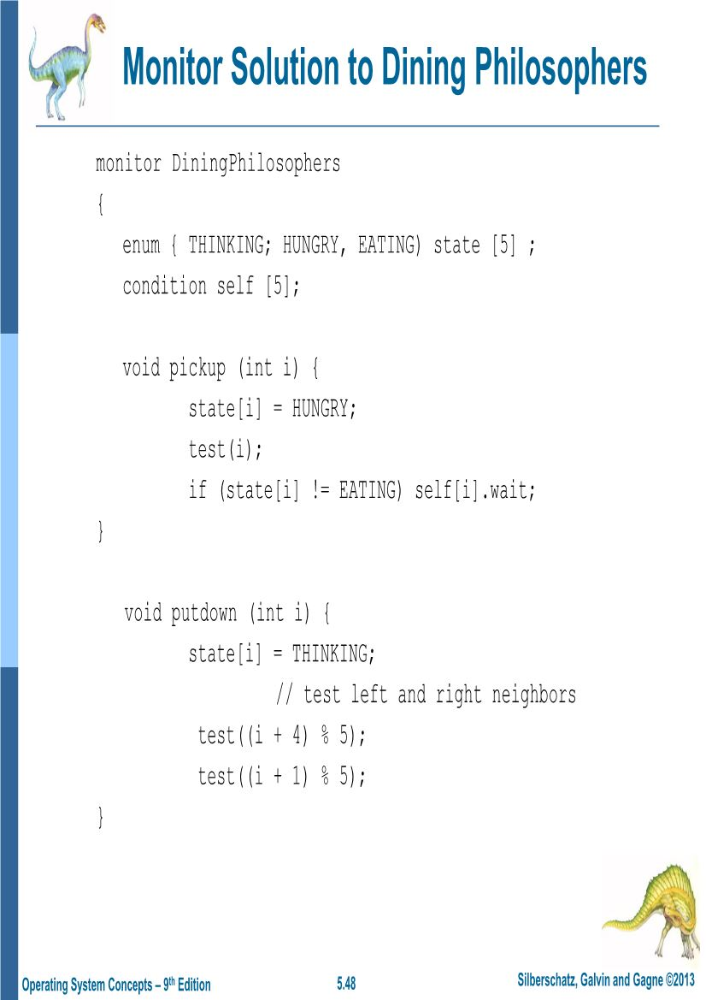 Monitor Solution to Dining Philosophers
monitor DiningPhilosophers
{
enum { THINKING; HUNGRY, EATING) state [5] ;
condition self [5];
void pickup (int i) {
state[i] = HUNGRY;
test(i);
if (state[i] != EATING) self[i].wait;
}
void putdown (int i) {
state[i] = THINKING;
// test left and right neighbors
test((i + 4) % 5);
test((i + 1) % 5);
}
Operating System Concepts – 9th Edition
5.48
Silberschatz, Galvin and Gagne ©2013